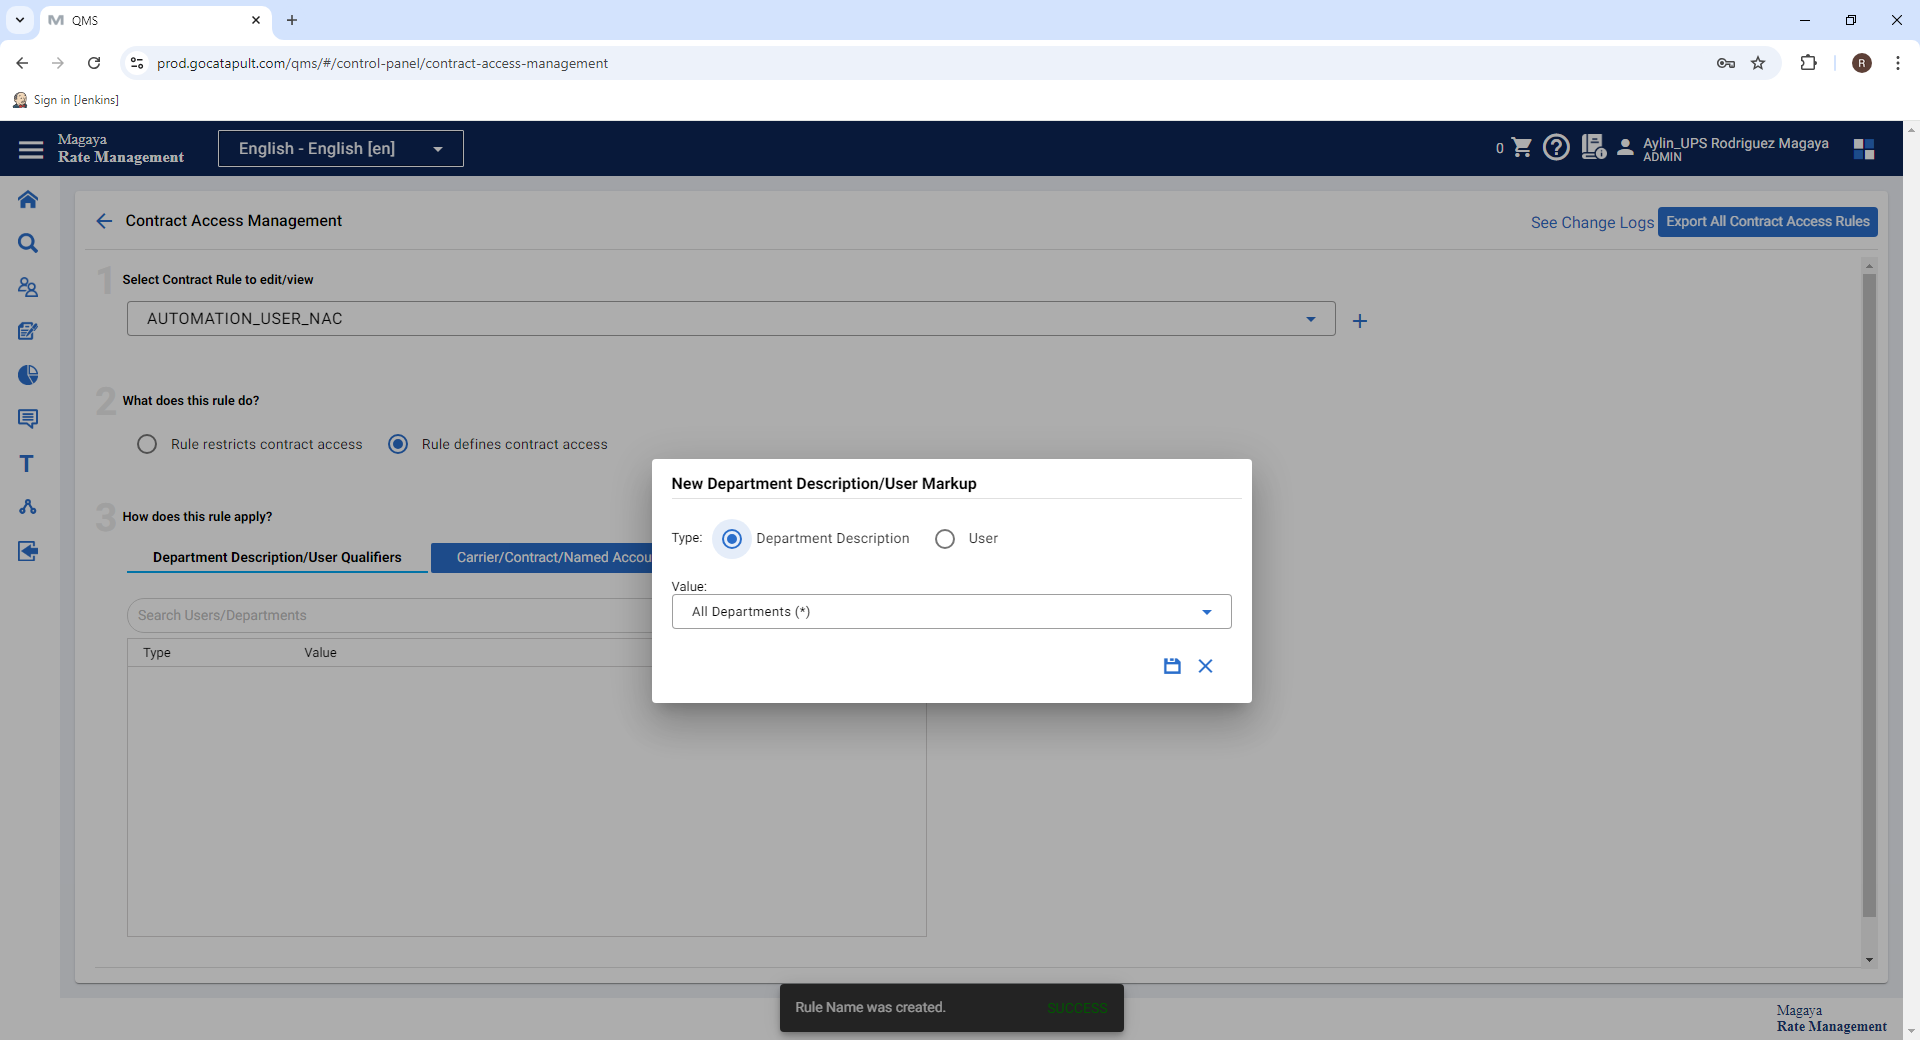 QMS
prod.gocatapult.com/qms/#/control-panel/contract-access-management
R
Sign in [Jenkins]
Magaya
Rate Management
English - English [en]
0
Aylin_UPS Rodriguez Magaya
ADMIN
Contract Access Management
See Change Logs
Export All Contract Access Rules
1
Select Contract Rule to edit/view
AUTOMATION_USER_NAC
2
What does this rule do?
Rule restricts contract access
Rule defines contract access
3
How does this rule apply?
Department Description/User Qualifiers
Carrier/Contract/Named Accou
Search Users/Departments
Type
Value
New Department Description/User Markup
Type:
Department Description
User
Value:
All Departments (*)
Rule Name was created.
SUCCESS
Magaya
Rate Management